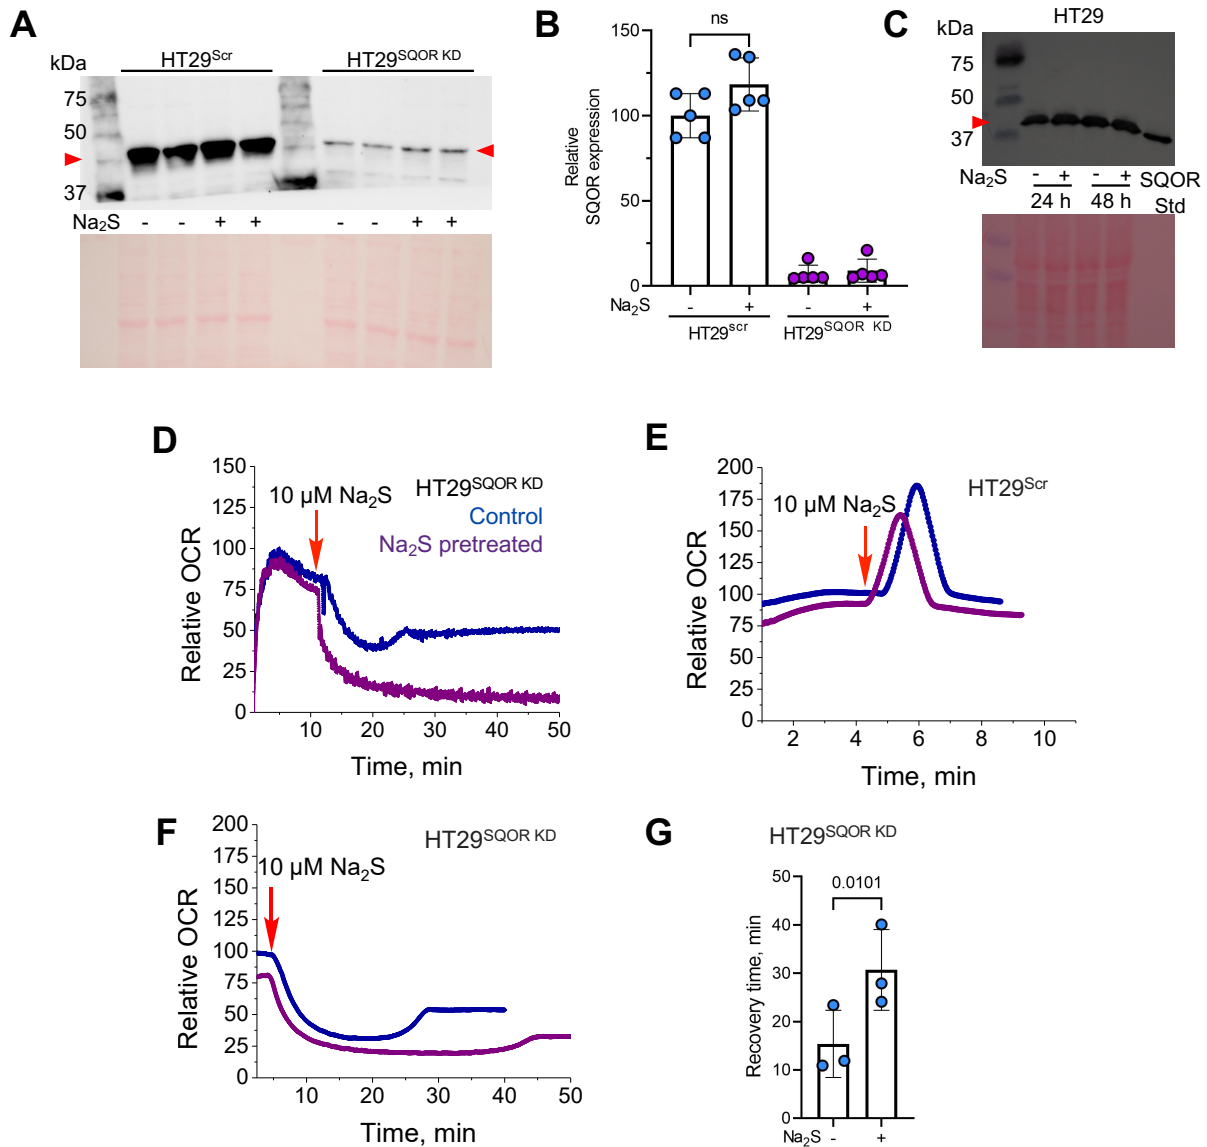 A
kDa
HT29Scr
HT29SQOR KD
75
50
37
Na2S - - + + - - + +
B
Relative
SQOR expression
150
100
50
0
ns
Na2S - + - +
HT29scr
HT29SQOR KD
C
HT29
kDa
75
50
37
Na2S - + - + SQOR
24 h 48 h Std
D
Relative OCR
150
125
100
75
50
25
0
10 µM Na2S
HT29SQOR KD
Control
Na2S pretreated
10 20 30 40 50
Time, min
E
Relative OCR
200
175
150
125
100
75
50
25
0
10 µM Na2S
HT29Scr
2 4 6 8 10
Time, min
F
Relative OCR
200
175
150
125
100
75
50
25
0
10 µM Na2S
HT29SQOR KD
10 20 30 40 50
Time, min
G
HT29SQOR KD
Recovery time, min
50
40
30
20
10
0
0.0101
Na2S - +